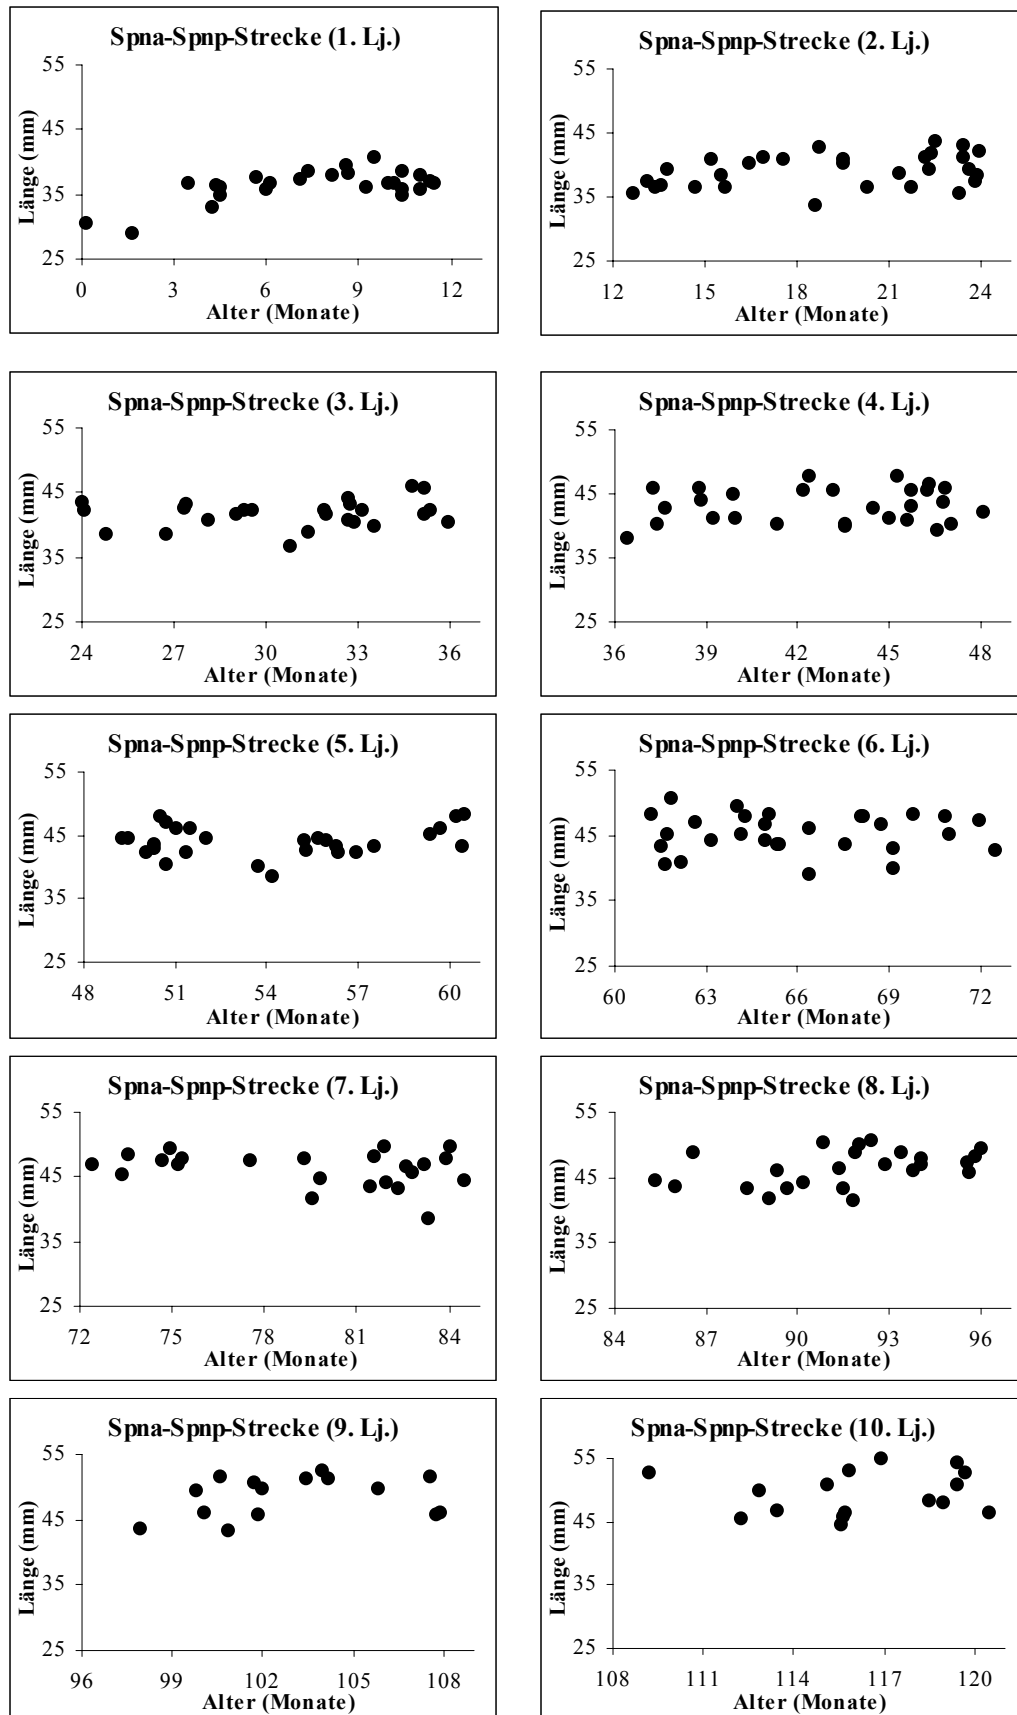 Spna-Spnp-Strecke (1. Lj.)
Länge (mm)
55
45
35
25
0 3 6 9 12
Alter (Monate)
Spna-Spnp-Strecke (2. Lj.)
Länge (mm)
55
45
35
25
12 15 18 21 24
Alter (Monate)
Spna-Spnp-Strecke (3. Lj.)
Länge (mm)
55
45
35
25
24 27 30 33 36
Alter (Monate)
Spna-Spnp-Strecke (4. Lj.)
Länge (mm)
55
45
35
25
36 39 42 45 48
Alter (Monate)
Spna-Spnp-Strecke (5. Lj.)
Länge (mm)
55
45
35
25
48 51 54 57 60
Alter (Monate)
Spna-Spnp-Strecke (6. Lj.)
Länge (mm)
55
45
35
25
60 63 66 69 72
Alter (Monate)
Spna-Spnp-Strecke (7. Lj.)
Länge (mm)
55
45
35
25
72 75 78 81 84
Alter (Monate)
Spna-Spnp-Strecke (8. Lj.)
Länge (mm)
55
45
35
25
84 87 90 93 96
Alter (Monate)
Spna-Spnp-Strecke (9. Lj.)
Länge (mm)
55
45
35
25
96 99 102 105 108
Alter (Monate)
Spna-Spnp-Strecke (10. Lj.)
Länge (mm)
55
45
35
25
108 111 114 117 120
Alter (Monate)